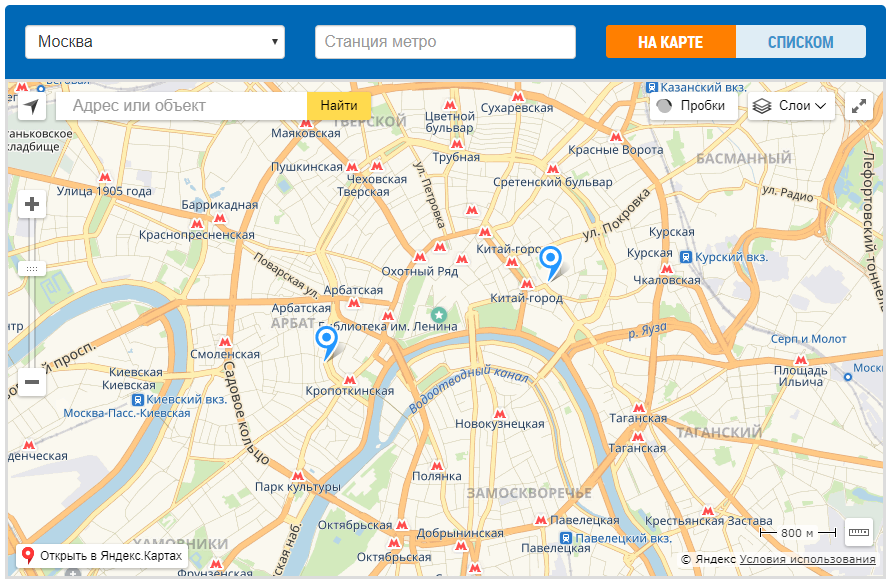 Москва
Станция метро
НА КАРТЕ
СПИСКОМ
Адрес или объект
Найти
Казанский вкз.
Пробки
Слои
Сухаревская
ТВЕРСКОЙ
Цветной
бульвар
Маяковская
Красные Ворота
Трубная
БАСМАННЫЙ
Пушкинская
Чеховская
Тверская
ул. Петровка
Сретенский бульвар
Улица 1905 года
ул. Радио
Лефортовский тоннель
Баррикадная
Краснопресненская
ул. Покровка
Курская
Китай-город
Курская
Курский вкз.
Поварская ул.
Охотный Ряд
Чкаловская
Арбатская
Китай-город
Арбатская
АРБАТ
Библиотека им. Ленина
р. Яуза
Серп и Молот
Смоленская
просп.
Площадь
Ильича
Киевская
Киевская
Кропоткинская
Водоотводный канал
Киевский вкз.
Москва-Пасс.-Киевская
Садовое кольцо
Новокузнецкая
Таганская
ТАГАНСКИЙ
Таганская
Полянка
Парк культуры
ЗАМОСКВОРЕЧЬЕ
Октябрьская
Добрынинская
Павелецкая
Крестьянская Застава
800 м
ХАМОВНИКИ
Павелецкая
Павелецкий вкз.
Открыть в Яндекс.Картах
Октябрьская
Фрунзенская
Серпуховская
© Яндекс Условия использования